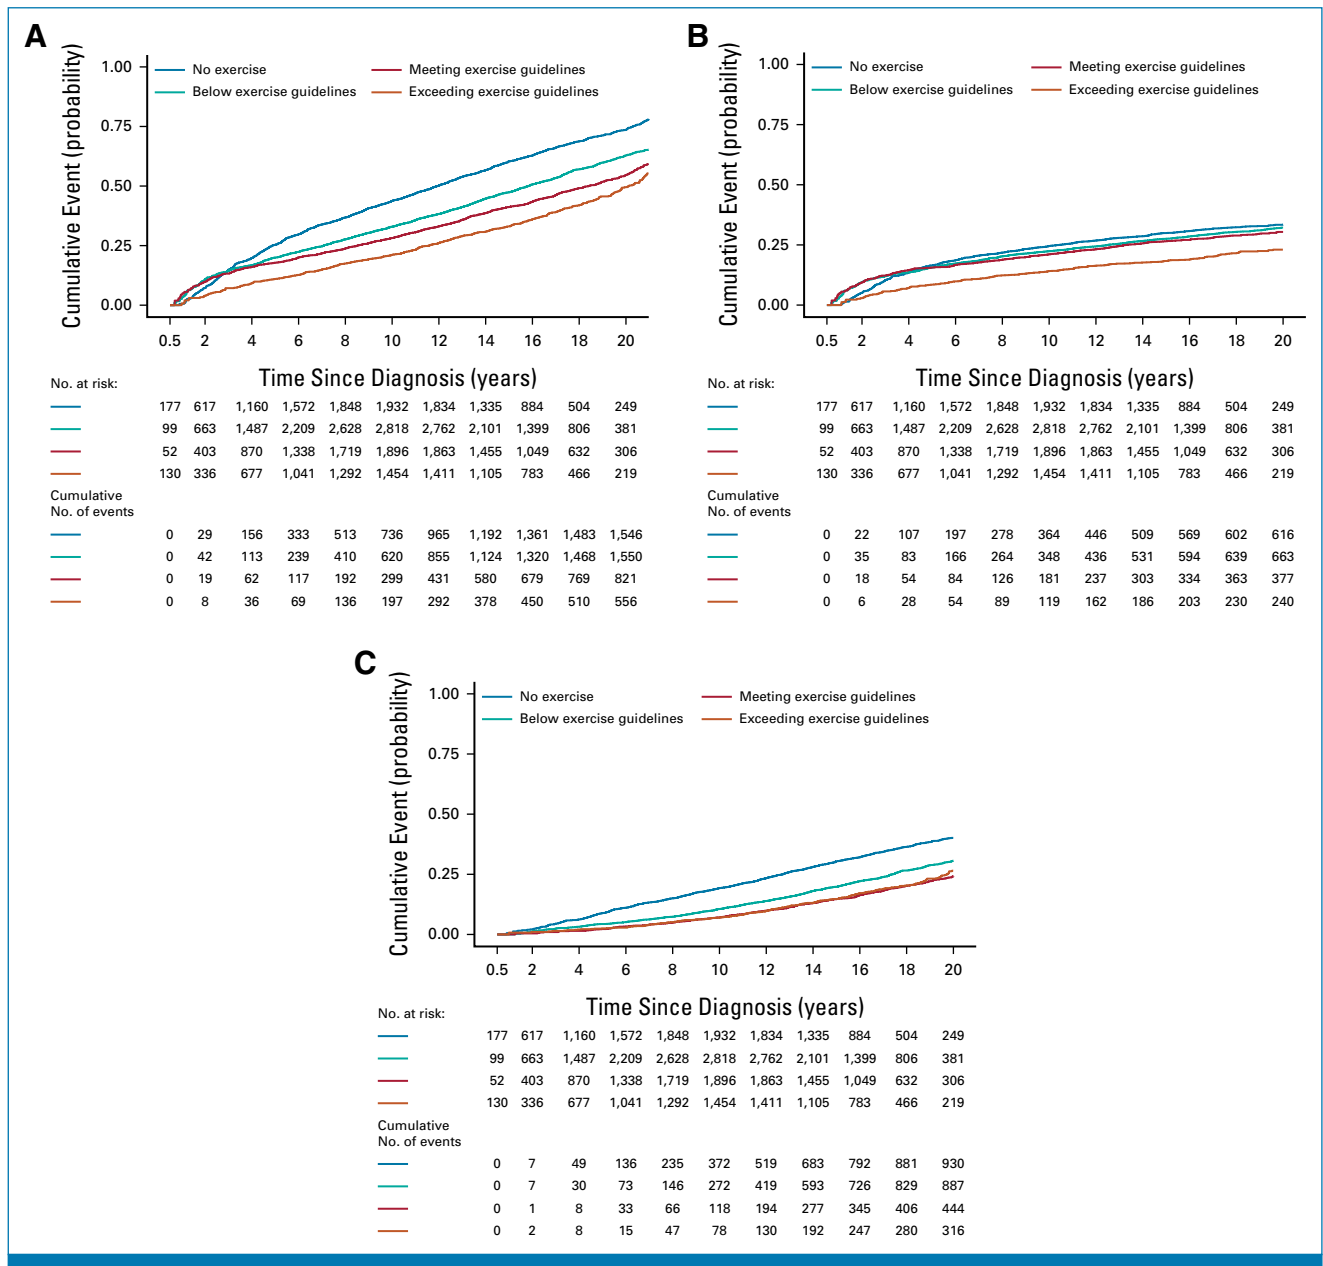 A
Cumulative Event (probability)
1.00
0.75
0.50
0.25
0.00
No exercise
Below exercise guidelines
Meeting exercise guidelines
Exceeding exercise guidelines
0.5 2 4 6 8 10 12 14 16 18 20
Time Since Diagnosis (years)
No. at risk:
177 617 1,160 1,572 1,848 1,932 1,834 1,335 884 504 249
99 663 1,487 2,209 2,628 2,818 2,762 2,101 1,399 806 381
52 403 870 1,338 1,719 1,896 1,863 1,455 1,049 632 306
130 336 677 1,041 1,292 1,454 1,411 1,105 783 466 219
Cumulative
No. of events
0 29 156 333 513 736 965 1,192 1,361 1,483 1,546
0 42 113 239 410 620 855 1,124 1,320 1,468 1,550
0 19 62 117 192 299 431 580 679 769 821
0 8 36 69 136 197 292 378 450 510 556
B
Cumulative Event (probability)
1.00
0.75
0.50
0.25
0.00
No exercise
Below exercise guidelines
Meeting exercise guidelines
Exceeding exercise guidelines
0.5 2 4 6 8 10 12 14 16 18 20
Time Since Diagnosis (years)
No. at risk:
177 617 1,160 1,572 1,848 1,932 1,834 1,335 884 504 249
99 663 1,487 2,209 2,628 2,818 2,762 2,101 1,399 806 381
52 403 870 1,338 1,719 1,896 1,863 1,455 1,049 632 306
130 336 677 1,041 1,292 1,454 1,411 1,105 783 466 219
Cumulative
No. of events
0 22 107 197 278 364 446 509 569 602 616
0 35 83 166 264 348 436 531 594 639 663
0 18 54 84 126 181 237 303 334 363 377
0 6 28 54 89 119 162 186 203 230 240
C
Cumulative Event (probability)
1.00
0.75
0.50
0.25
0.00
No exercise
Below exercise guidelines
Meeting exercise guidelines
Exceeding exercise guidelines
0.5 2 4 6 8 10 12 14 16 18 20
Time Since Diagnosis (years)
No. at risk:
177 617 1,160 1,572 1,848 1,932 1,834 1,335 884 504 249
99 663 1,487 2,209 2,628 2,818 2,762 2,101 1,399 806 381
52 403 870 1,338 1,719 1,896 1,863 1,455 1,049 632 306
130 336 677 1,041 1,292 1,454 1,411 1,105 783 466 219
Cumulative
No. of events
0 7 49 136 235 372 519 683 792 881 930
0 7 30 73 146 272 419 593 726 829 887
0 1 8 33 66 118 194 277 345 406 444
0 2 8 15 47 78 130 192 247 280 316